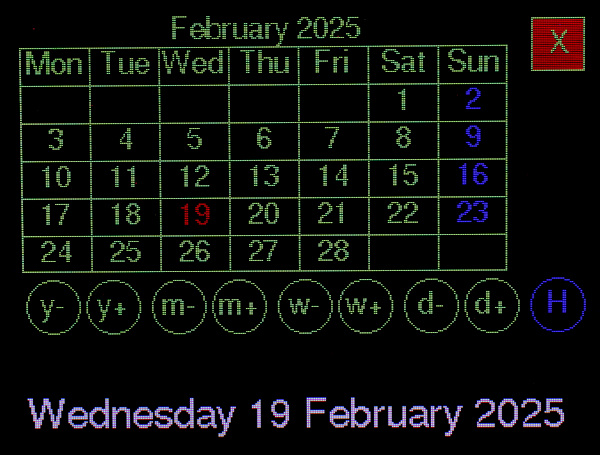 February 2025
X
Mon Tue Wed Thu Fri Sat Sun
1 2
3 4 5 6 7 8 9
10 11 12 13 14 15 16
17 18 19 20 21 22 23
24 25 26 27 28
y- y+ m- m+ w- w+ d- d+ H
Wednesday 19 February 2025